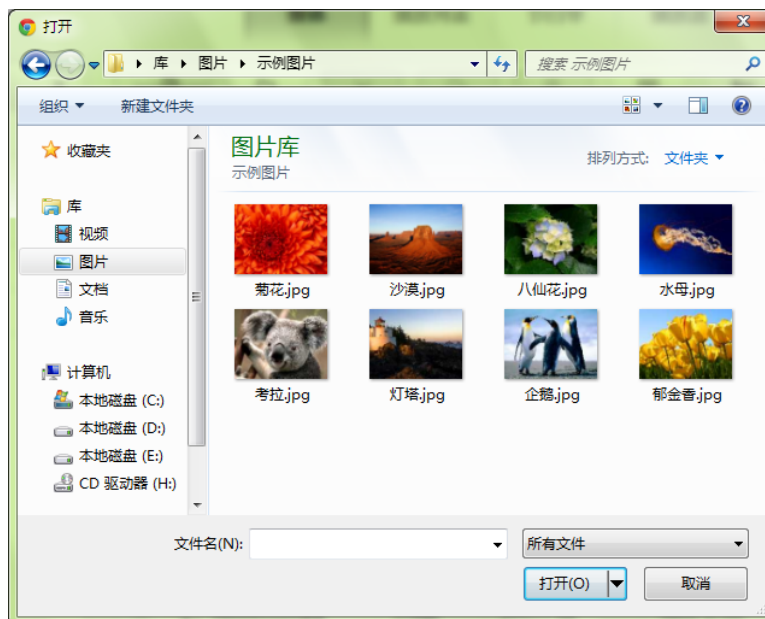 打开
库 图片 示例图片
搜索 示例图片
组织 新建文件夹
收藏夹
库
视频
图片
文档
音乐
计算机
本地磁盘 (C:)
本地磁盘 (D:)
本地磁盘 (E:)
CD 驱动器 (H:)
图片库
示例图片
排列方式: 文件夹
菊花.jpg 沙漠.jpg 八仙花.jpg 水母.jpg
考拉.jpg 灯塔.jpg 企鹅.jpg 郁金香.jpg
文件名(N): 所有文件
打开(O) 取消